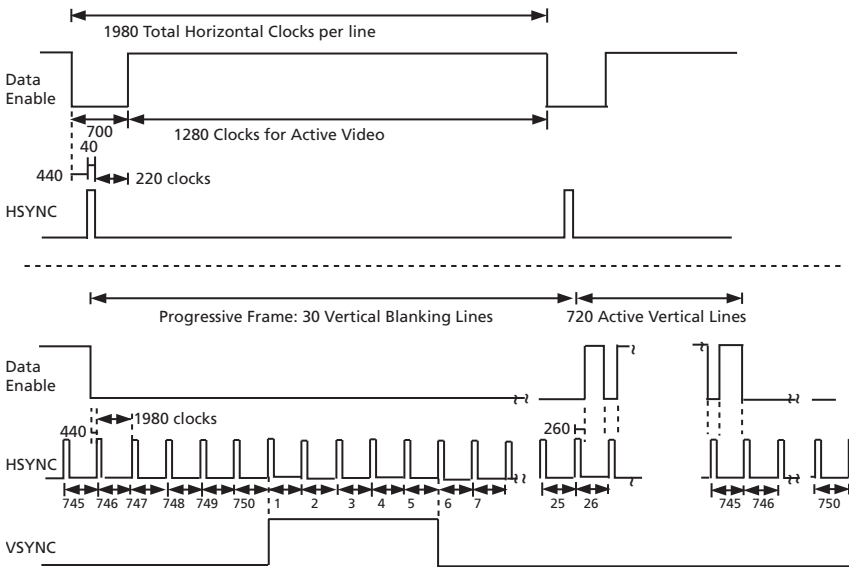 1980 Total Horizontal Clocks per line
Data
Enable
700
1280 Clocks for Active Video
40
440
220 clocks
HSYNC
Progressive Frame: 30 Vertical Blanking Lines
720 Active Vertical Lines
Data
Enable
1980 clocks
440
260
HSYNC
745 746 747 748 749 750 1 2 3 4 5 6 7 25 26 745 746 750
VSYNC